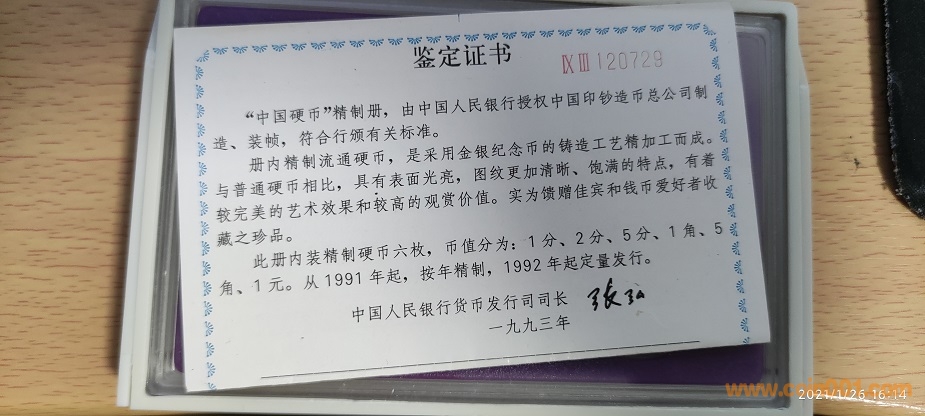 鉴定证书
ⅨⅢ120729
“中国硬币”精制册，由中国人民银行授权中国印钞造币总公司制
造、装帧，符合行颁有关标准。
册内精制流通硬币，是采用金银纪念币的铸造工艺精加工而成。
与普通硬币相比，具有表面光亮，图纹更加清晰、饱满的特点，有着
较完美的艺术效果和较高的观赏价值。实为馈赠佳宾和钱币爱好者收
藏之珍品。
此册内装精制硬币六枚，币值分为：1分、2分、5分、1角、5
角、1元。从1991年起，按年精制，1992年起定量发行。
中国人民银行货币发行司司长 张弘
一九九三年
2021/1/26 16:14